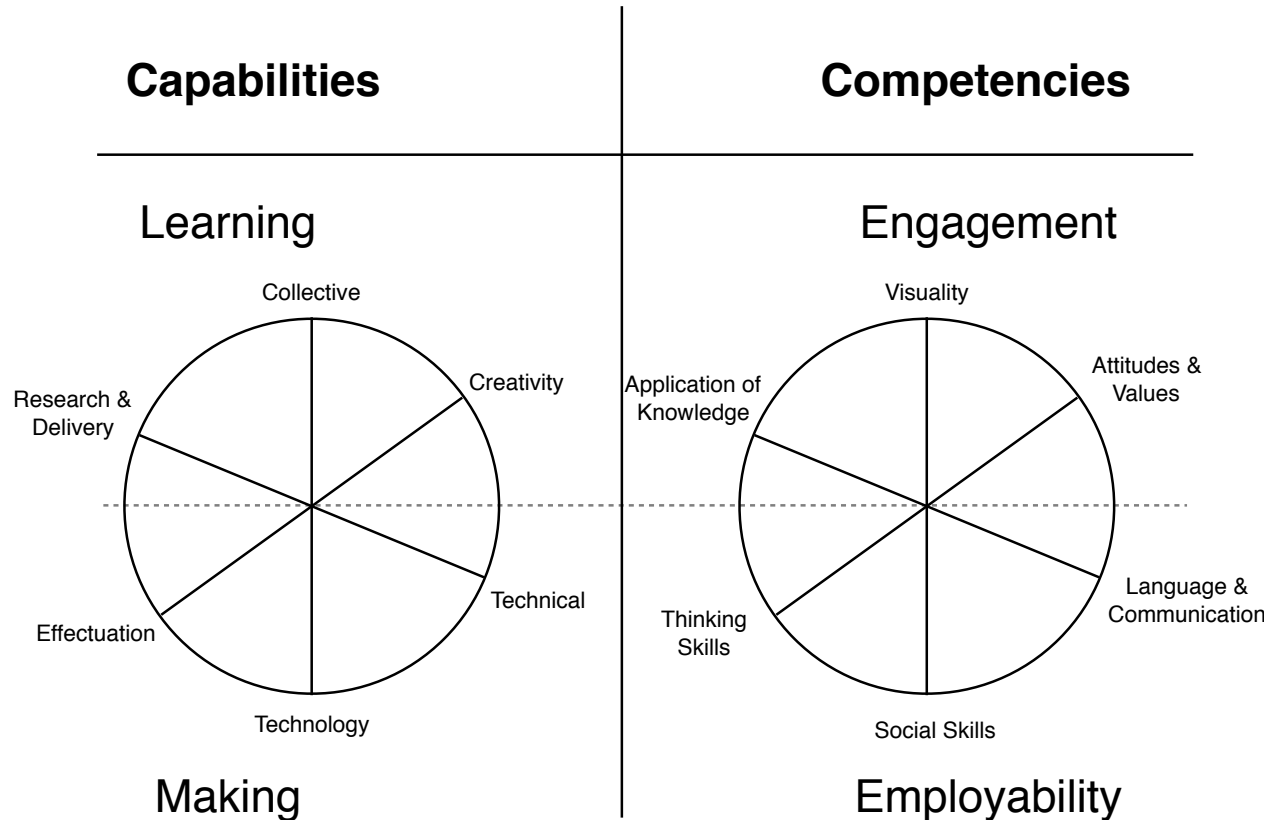 Capabilities
Competencies
Learning
Engagement
Collective
Visuality
Creativity
Research &
Delivery
Attitudes &
Values
Application of
Knowledge
Technical
Effectuation
Language &
Communication
Thinking
Skills
Technology
Social Skills
Making
Employability